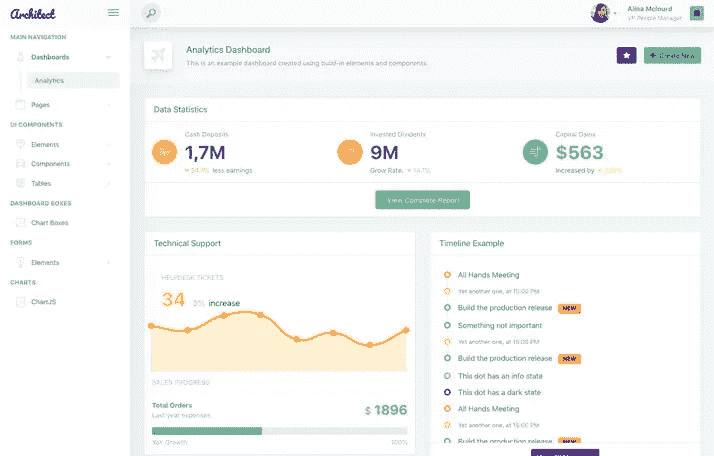 Architect
Alina Mclourd
VP People Manager
MAIN NAVIGATION
Dashboards
Analytics
Pages
UI COMPONENTS
Elements
Components
Tables
DASHBOARD BOXES
Chart Boxes
FORMS
Elements
CHARTS
ChartJS
Analytics Dashboard
This is an example dashboard created using build-in elements and components.
Create New
Data Statistics
Cash Deposits
1,7M
less earnings
Invested Dividents
9M
Grow Rate:
Capital Gains
$563
Increased by
View Complete Report
Technical Support
HELPDESK TICKETS
34
5% increase
SALES PROGRESS
Total Orders
Last year expenses
$ 1896
YoY Growth
100%
Timeline Example
All Hands Meeting
Yet another one, at 15:00 PM
Build the production release NEW
Something not important
Yet another one, at 15:00 PM
Build the production release NEW
This dot has an info state
This dot has a dark state
All Hands Meeting
Yet another one, at 15:00 PM
Build the production release NEW